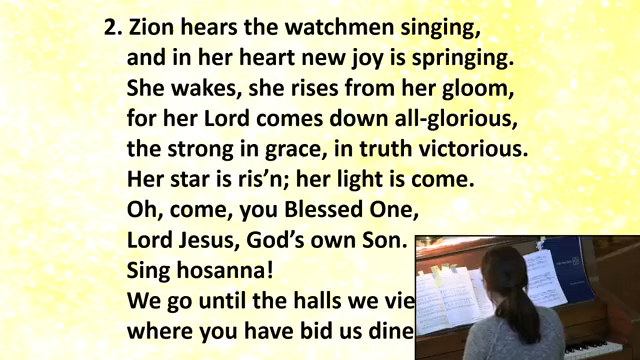 2. Zion hears the watchmen singing,
and in her heart new joy is springing.
She wakes, she rises from her gloom,
for her Lord comes down all-glorious,
the strong in grace, in truth victorious.
Her star is ris’n; her light is come.
Oh, come, you Blessed One,
Lord Jesus, God’s own Son.
Sing hosanna!
We go until the halls we vie
where you have bid us dine